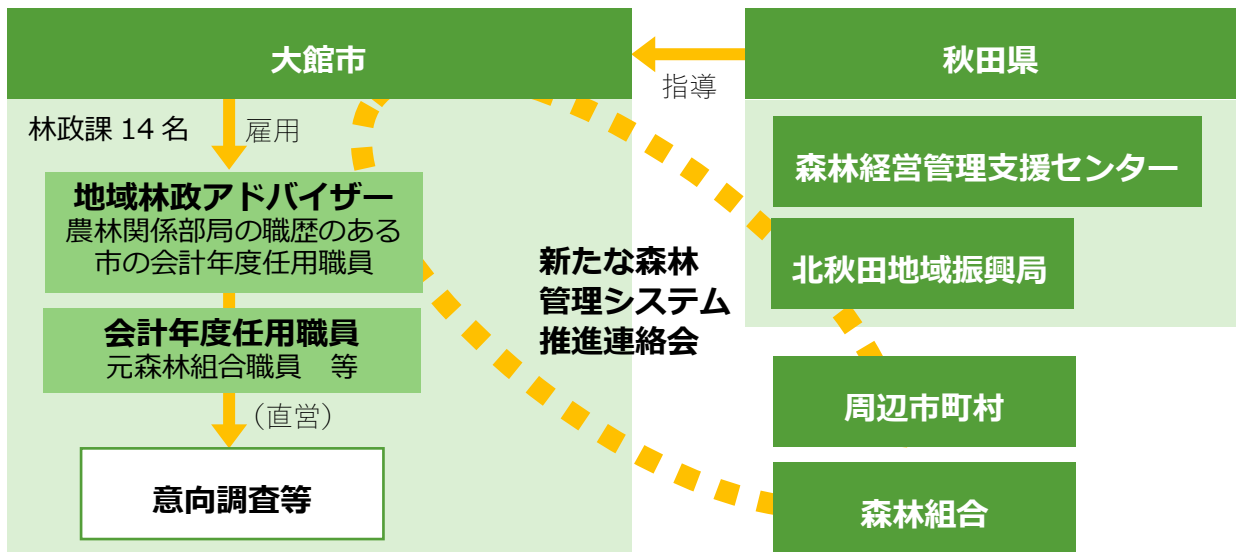 大館市
林政課 14 名
雇用
地域林政アドバイザー
農林関係部局の職歴のある
市の会計年度任用職員
会計年度任用職員
元森林組合職員　等
（直営）
意向調査等
指導
新たな森林
管理システム
推進連絡会
秋田県
森林経営管理支援センター
北秋田地域振興局
周辺市町村
森林組合